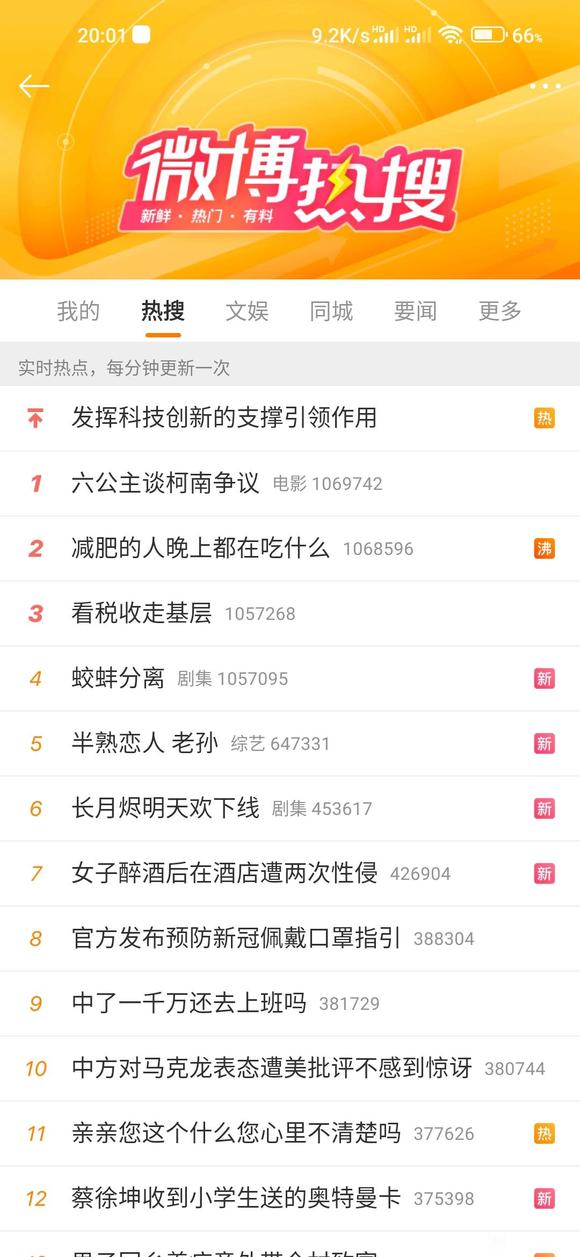 20:01 9.2K/s HD HD 66%
微博热搜
新鲜·热门·有料
我的 热搜 文娱 同城 要闻 更多
实时热点，每分钟更新一次
发挥科技创新的支撑引领作用 热
1 六公主谈柯南争议 电影 1069742
2 减肥的人晚上都在吃什么 1068596 沸
3 看税收走基层 1057268
4 蛟蚌分离 剧集 1057095 新
5 半熟恋人 老孙 综艺 647331 新
6 长月烬明天欢下线 剧集 453617 新
7 女子醉酒后在酒店遭两次性侵 426904 新
8 官方发布预防新冠佩戴口罩指引 388304
9 中了一千万还去上班吗 381729
10 中方对马克龙表态遭美批评不感到惊讶 380744
11 亲亲您这个什么您心里不清楚吗 377626 热
12 蔡徐坤收到小学生送的奥特曼卡 375398 新